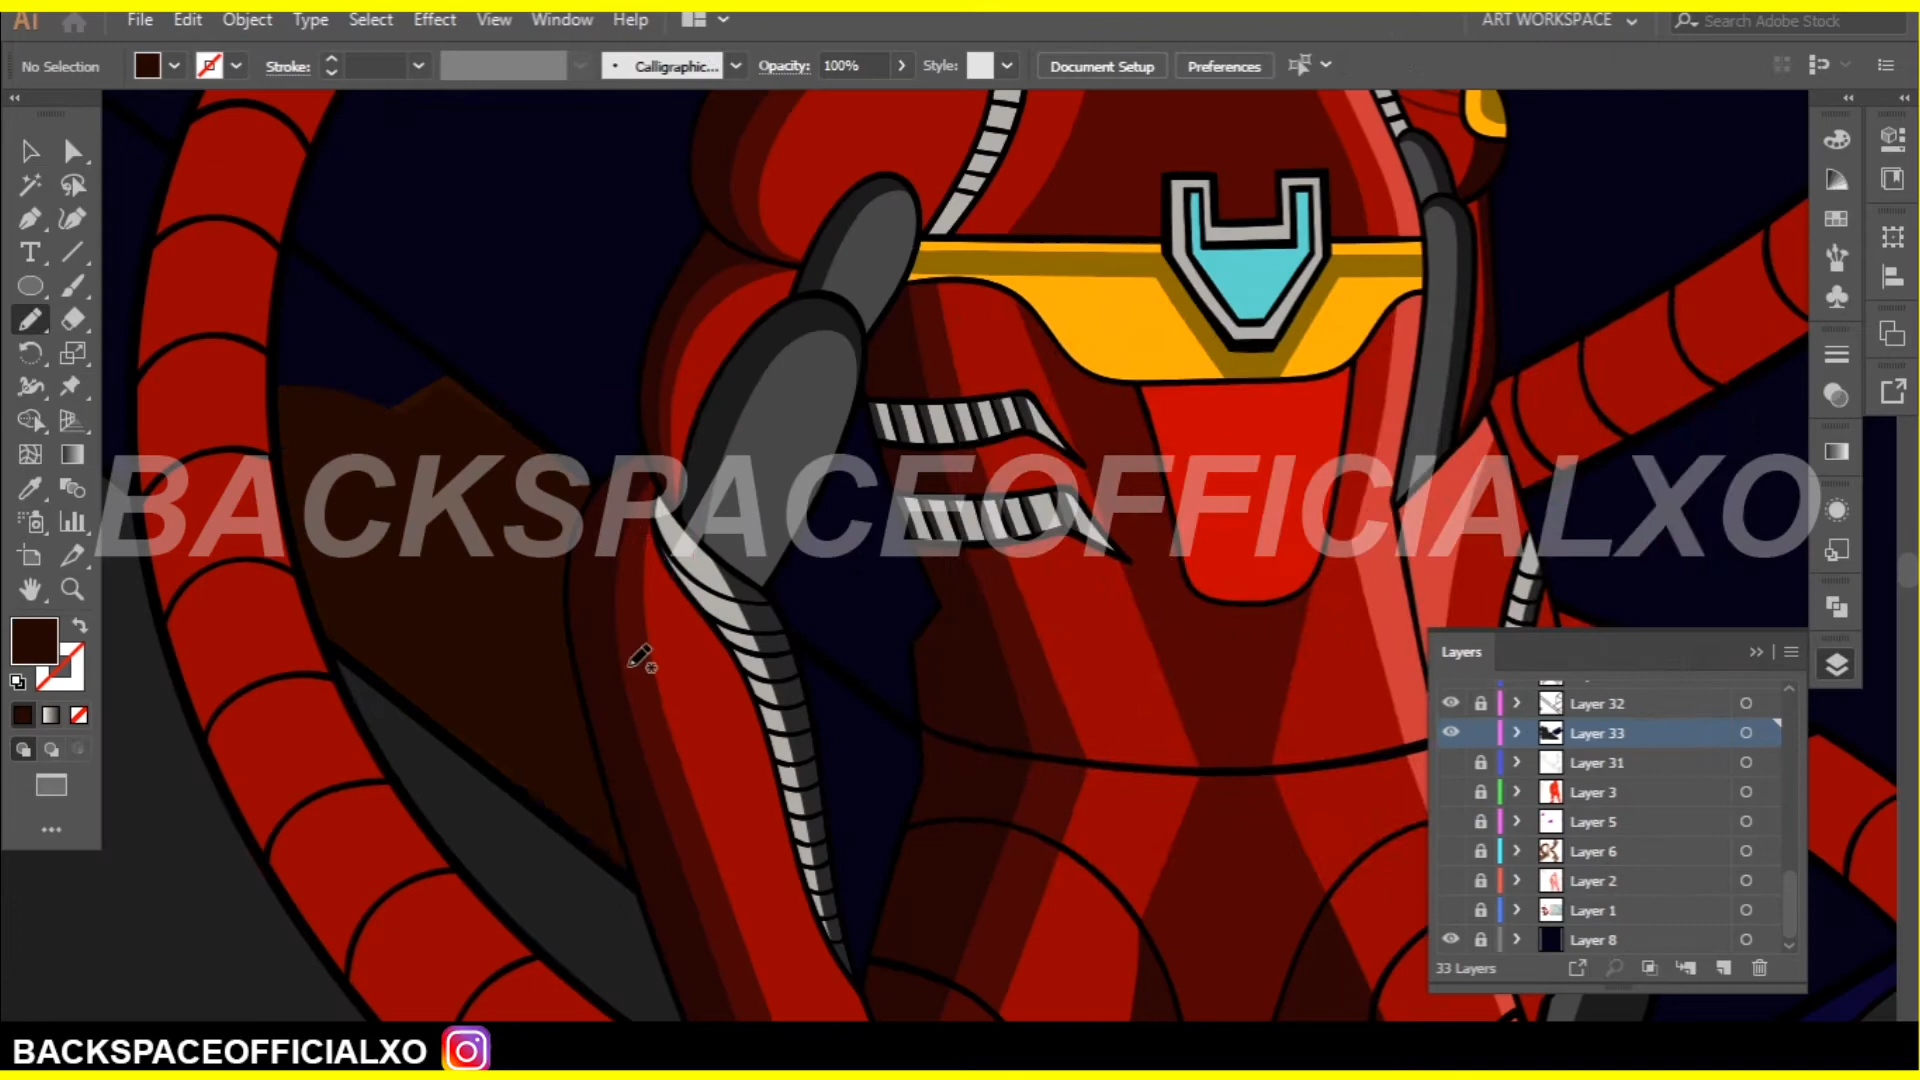 Ai File Edit Object Type Select Effect View Window Help ART WORKSPACE Search Adobe Stock
No Selection Stroke: Calligraphic... Opacity: 100% Style: Document Setup Preferences
BACKSPACEOFFICIALXO
Layers
Layer 32
Layer 33
Layer 31
Layer 3
Layer 5
Layer 6
Layer 2
Layer 1
Layer 8
33 Layers
BACKSPACEOFFICIALXO